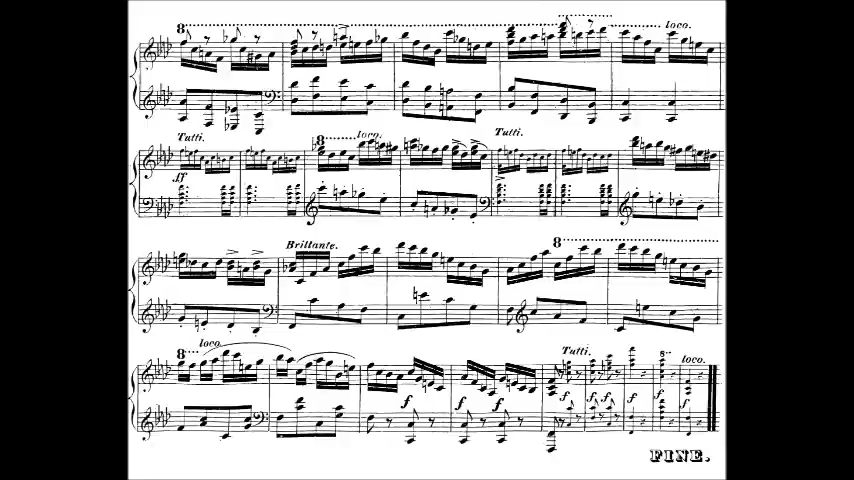 8 loco.
Tutti. 8 loco. Tutti.
ff
Brillante. 8
8 loco. Tutti. 8 loco.
f f f f f f
FINE.